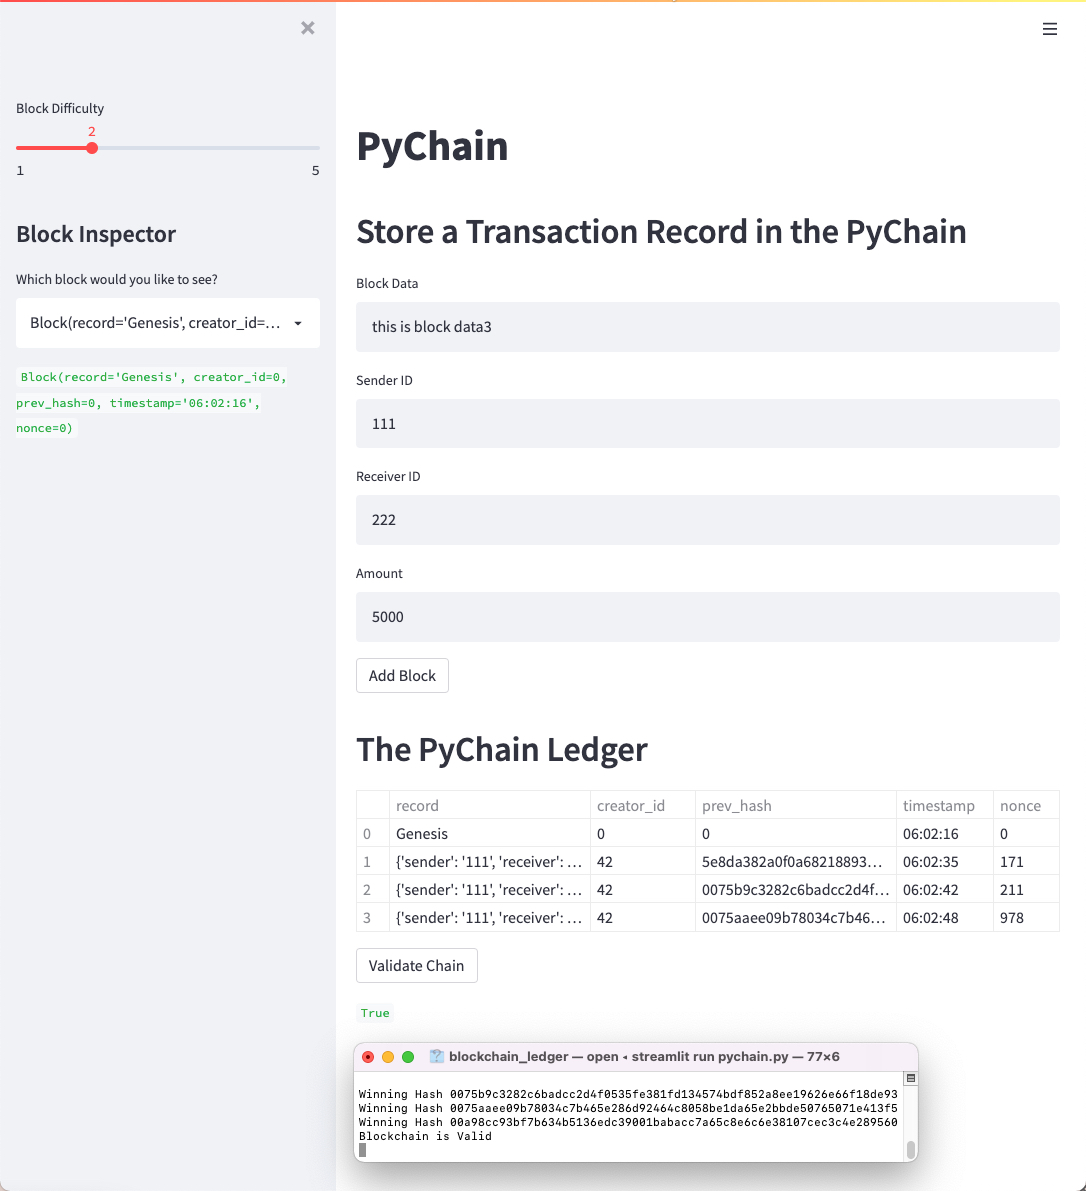 Block Difficulty
2
1 5
Block Inspector
Which block would you like to see?
Block(record='Genesis', creator_id=...
Block(record='Genesis', creator_id=0,
prev_hash=0, timestamp='06:02:16',
nonce=0)
PyChain
Store a Transaction Record in the PyChain
Block Data
this is block data3
Sender ID
111
Receiver ID
222
Amount
5000
Add Block
The PyChain Ledger
record creator_id prev_hash timestamp nonce
0 Genesis 0 0 06:02:16 0
1 {'sender': '111', 'receiver': ... 42 5e8da382a0f0a68218893... 06:02:35 171
2 {'sender': '111', 'receiver': ... 42 0075b9c3282c6badcc2d4f... 06:02:42 211
3 {'sender': '111', 'receiver': ... 42 0075aaee09b78034c7b46... 06:02:48 978
Validate Chain
True
blockchain_ledger — open ◂ streamlit run pychain.py — 77×6
Winning Hash 0075b9c3282c6badcc2d4f0535fe381fd134574bdf852a8ee19626e66f18de93
Winning Hash 0075aaee09b78034c7b465e286d92464c8058be1da65e2bbde50765071e413f5
Winning Hash 00a98cc93bf7b634b5136edc39001babacc7a65c8e6c6e38107cec3c4e289560
Blockchain is Valid